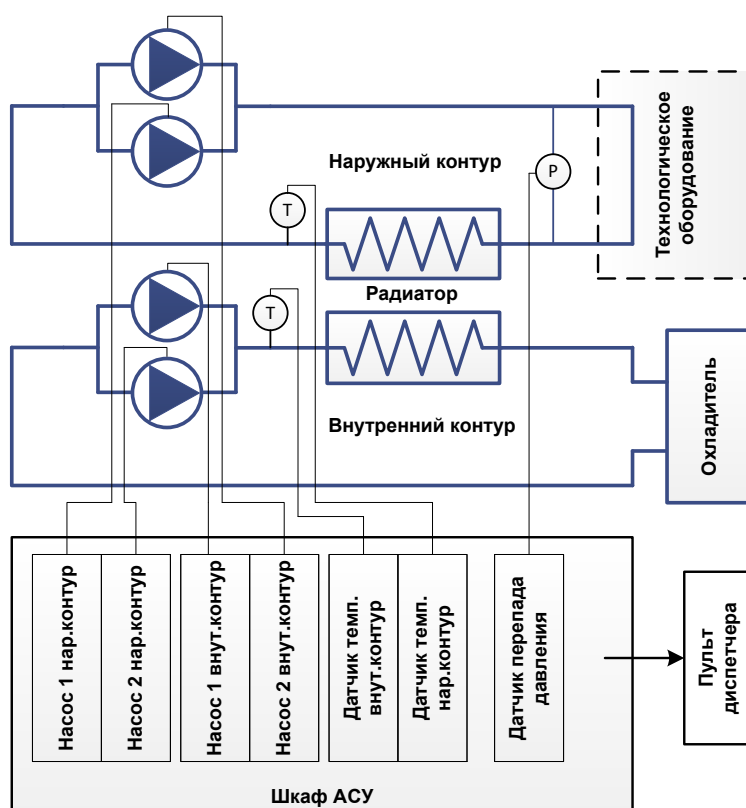 Наружный контур
P
T
Технологическое
оборудование
Радиатор
T
Внутренний контур
Охладитель
Насос 1 нар.контур
Насос 2 нар.контур
Насос 1 внут.контур
Насос 2 внут.контур
Датчик темп.
внут.контур
Датчик темп.
нар.контур
Датчик перепада
давления
Пульт
диспетчера
Шкаф АСУ